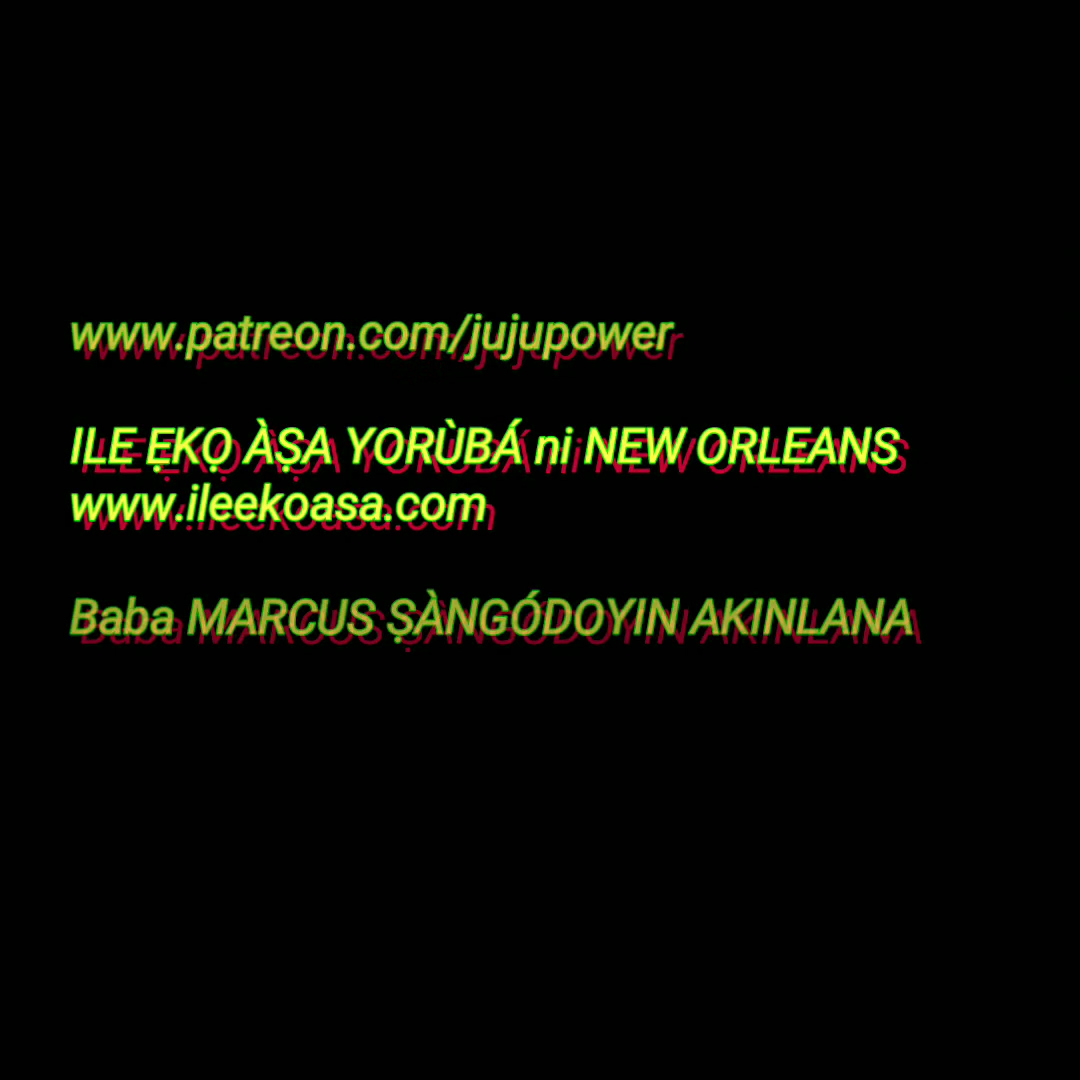 www.patreon.com/jujupower
ILE ẸKỌ ÀṢA YORÙBÁ ni NEW ORLEANS
www.ileekoasa.com
Baba MARCUS ṢÀNGÓDOYIN AKINLANA